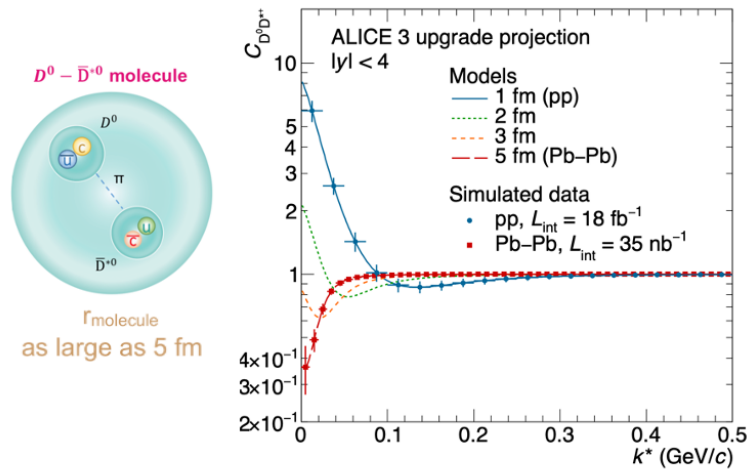 D⁰ – D̄*⁰ molecule
D⁰
ū
c
π
u
c̄
D̄*⁰
r_molecule
as large as 5 fm
C_D⁰D*⁺
10
5
4
3
2
1
4×10⁻¹
3×10⁻¹
2×10⁻¹
ALICE 3 upgrade projection
|y| < 4
Models
1 fm (pp)
2 fm
3 fm
5 fm (Pb–Pb)
Simulated data
pp, L_int = 18 fb⁻¹
Pb–Pb, L_int = 35 nb⁻¹
0 0.1 0.2 0.3 0.4 0.5
k* (GeV/c)